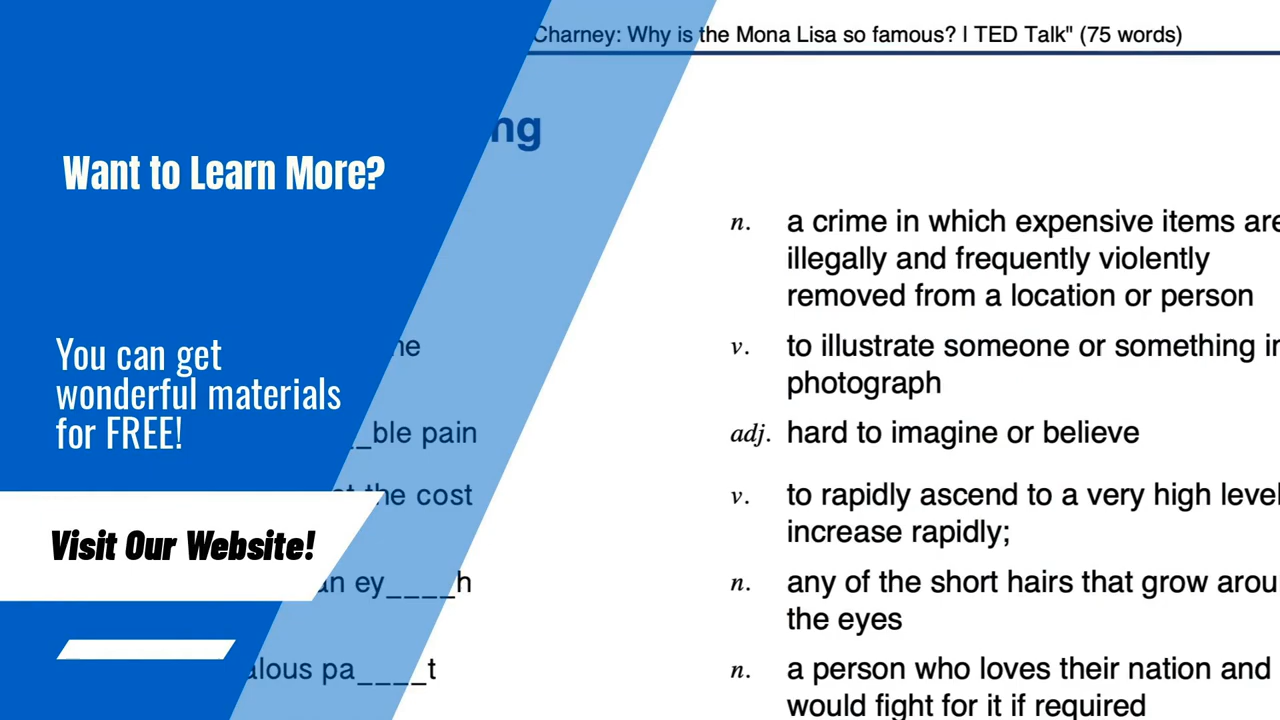 Charney: Why is the Mona Lisa so famous? | TED Talk" (75 words)
ng
Want to Learn More?
You can get
wonderful materials
for FREE!
Visit Our Website!
n. a crime in which expensive items are
illegally and frequently violently
removed from a location or person
v. to illustrate someone or something in
photograph
_ble pain
adj. hard to imagine or believe
the cost
v. to rapidly ascend to a very high level
increase rapidly;
an ey____h
n. any of the short hairs that grow arou
the eyes
alous pa____t
n. a person who loves their nation and
would fight for it if required